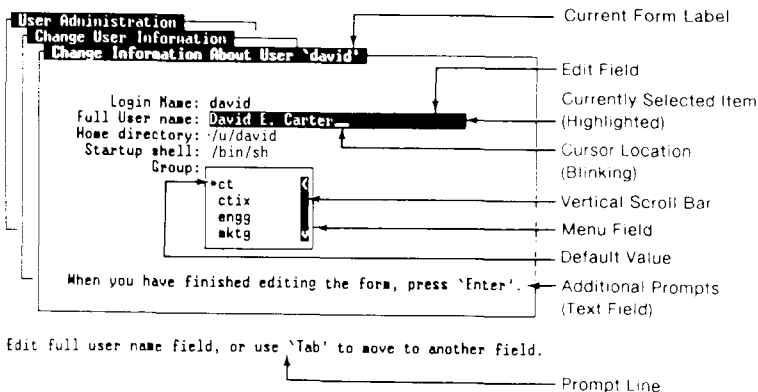 User Administration
Current Form Label
Change User Information
Change Information About User `david'
Edit Field
Login Name: david
Currently Selected Item
(Highlighted)
Full User name: David E. Carter
Home directory: /u/david
Cursor Location
(Blinking)
Startup shell: /bin/sh
Group:
*ct
ctix
Vertical Scroll Bar
engg
Menu Field
mktg
Default Value
When you have finished editing the form, press `Enter'.
Additional Prompts
(Text Field)
Edit full user name field, or use `Tab' to move to another field.
Prompt Line